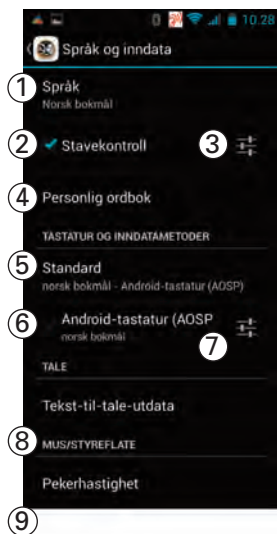 10.28
Språk og inndata
1 Språk
Norsk bokmål
2 Stavekontroll 3
4 Personlig ordbok
TASTATUR OG INNDATAMETODER
5 Standard
norsk bokmål - Android-tastatur (AOSP)
6 Android-tastatur (AOSP
norsk bokmål 7
TALE
Tekst-til-tale-utdata
8 MUS/STYREFLATE
Pekerhastighet
9